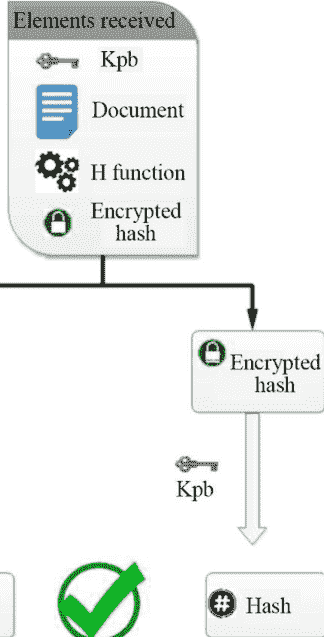 Elements received
Kpb
Document
H function
Encrypted
hash
Encrypted
hash
Kpb
# Hash